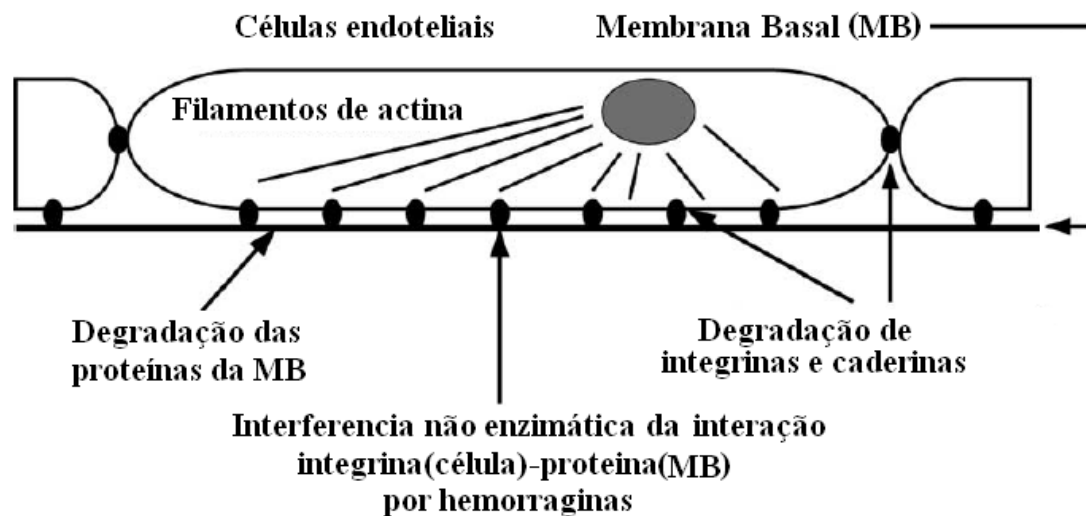 Células endoteliais
Membrana Basal (MB)
Filamentos de actina
Degradação das
proteínas da MB
Degradação de
integrinas e caderinas
Interferencia não enzimática da interação
integrina(célula)-proteina(MB)
por hemorraginas